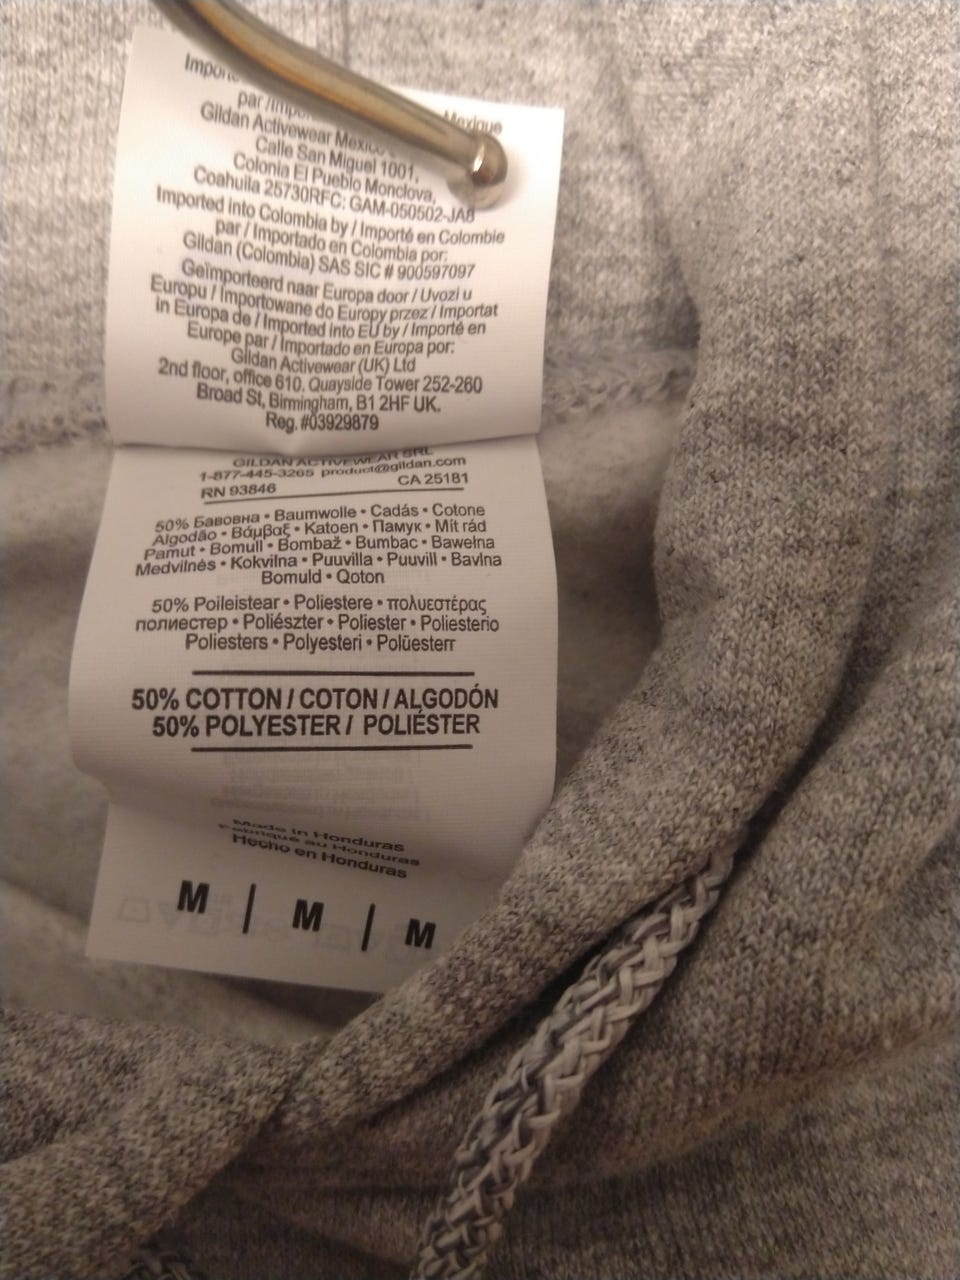 par
Mexique
Gildan Activewear Mexico
Calle San Miguel 1001,
Colonia El Pueblo Monclova,
Coahuila 25730RFC: GAM-050502-JA8
Imported into Colombia by / Importé en Colombie
par / Importado en Colombia por:
Gildan (Colombia) SAS SIC # 900597097
Geïmporteerd naar Europa door / Uvozi u
Europu / Importowane do Europy przez / Importat
in Europa de / Imported into EU by / Importé en
Europe par / Importado en Europa por:
Gildan Activewear (UK) Ltd
2nd floor, office 610. Quayside Tower 252-260
Broad St, Birmingham, B1 2HF UK.
Reg. #03929879
GILDAN ACTIVEWEAR SRL
1-877-445-3265 product@gildan.com
RN 93846 CA 25181
50% Бавовна • Baumwolle • Cadás • Cotone
Algodão • Βάμβαξ • Katoen • Памук • Mít rád
Pamut • Bomull • Bombaž • Bumbac • Bawełna
Medvilnės • Kokvilna • Puuvilla • Puuvill • Bavlna
Bomuld • Qoton
50% Poileistear • Poliestere • πολυεστέρας
полиестер • Poliészter • Poliester • Poliesterio
Poliesters • Polyesteri • Polüesterr
50% COTTON / COTON / ALGODÓN
50% POLYESTER / POLIÉSTER
Made in Honduras
Fabriqué au Honduras
Hecho en Honduras
M | M | M